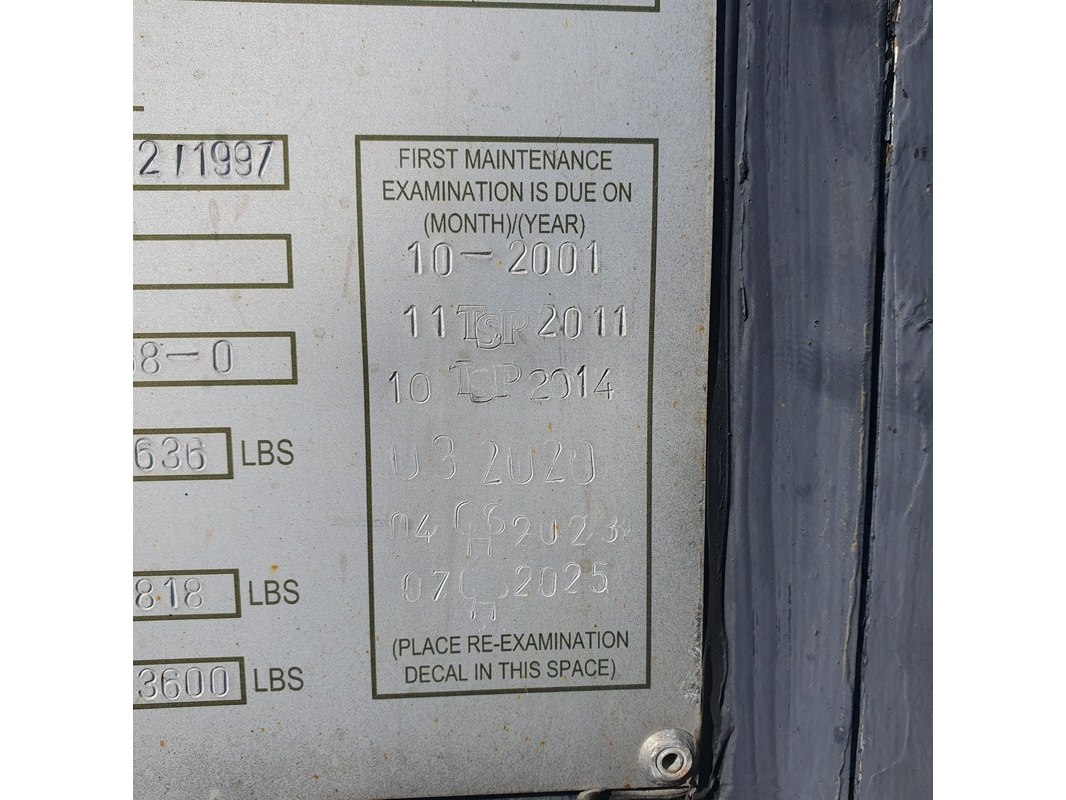 2/1997
FIRST MAINTENANCE
EXAMINATION IS DUE ON
(MONTH)/(YEAR)
10-2001
11 TSP 2011
8-0
10 TSP 2014
636 LBS
03 2020
04 2023
818 LBS
07 2025
3600 LBS
(PLACE RE-EXAMINATION
DECAL IN THIS SPACE)